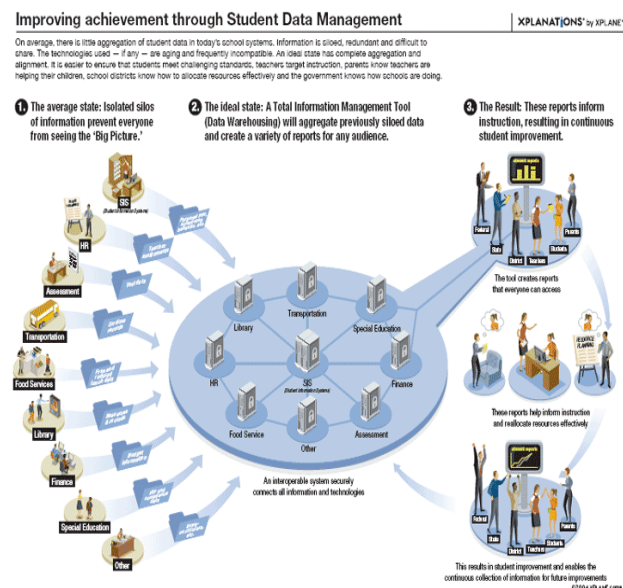 Improving achievement through Student Data Management
XPLANATIONS™ by XPLANE®
On average, there is little aggregation of student data in today's school systems. Information is siloed, redundant and difficult to
share. The technologies used — if any — are aging and frequently incompatible. An ideal state has complete aggregation and
alignment. It is easier to ensure that students meet challenging standards, teachers target instruction, parents know teachers are
helping their children, school districts know how to allocate resources effectively and the government knows how schools are doing.
1. The average state: Isolated silos
of information prevent everyone
from seeing the 'Big Picture.'
2. The ideal state: A Total Information Management Tool
(Data Warehousing) will aggregate previously siloed data
and create a variety of reports for any audience.
3. The Result: These reports inform
instruction, resulting in continuous
student improvement.
SIS
(Student Information Systems)
HR
Assessment
Transportation
Food Services
Library
Finance
Special Education
Other
Library
Transportation
Special Education
HR
SIS
(Student Information Systems)
Finance
Food Service
Other
Assessment
An interoperable system securely
connects all information and technologies
Federal
State
District
Teachers
Students
Parents
The tool creates reports
that everyone can access
RESOURCE
PLANNING
These reports help inform instruction
and reallocate resources effectively
Federal
State
District
Teachers
Students
Parents
This results in student improvement and enables the
continuous collection of information for future improvements